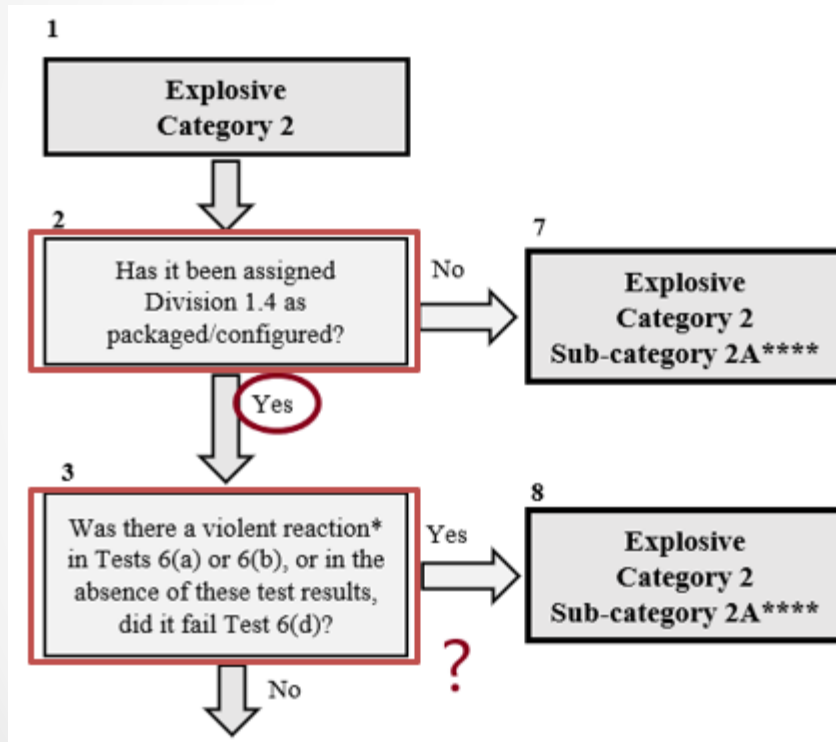 1
Explosive
Category 2
2
Has it been assigned
Division 1.4 as
packaged/configured?
No
7
Explosive
Category 2
Sub-category 2A****
Yes
3
Was there a violent reaction*
in Tests 6(a) or 6(b), or in the
absence of these test results,
did it fail Test 6(d)?
Yes
8
Explosive
Category 2
Sub-category 2A****
?
No